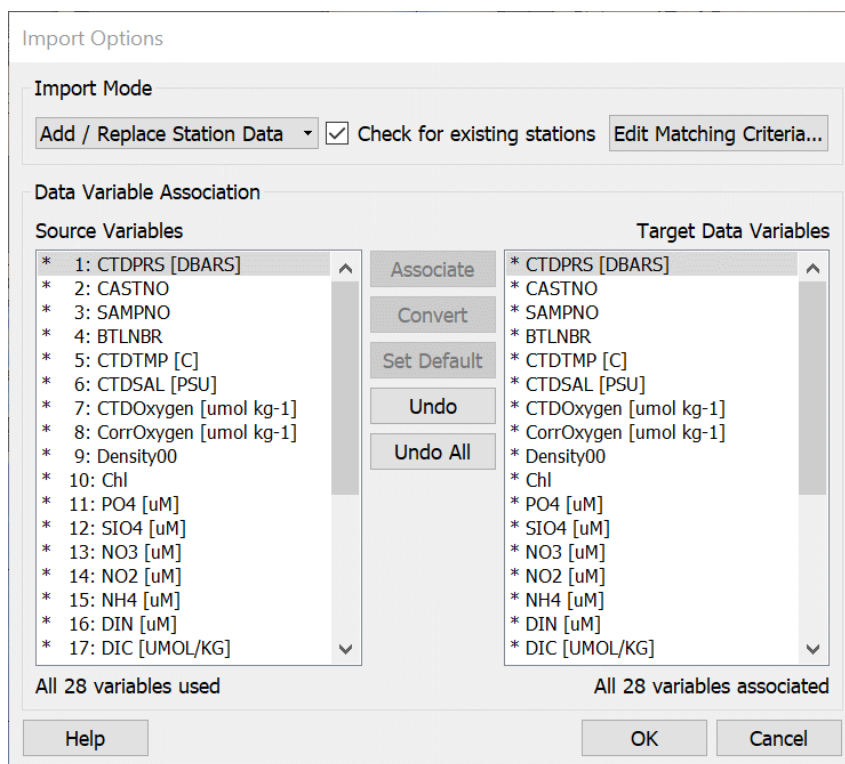 Import Options
Import Mode
Add / Replace Station Data
Check for existing stations
Edit Matching Criteria...
Data Variable Association
Source Variables
* 1: CTDPRS [DBARS]
* 2: CASTNO
* 3: SAMPNO
* 4: BTLNBR
* 5: CTDTMP [C]
* 6: CTDSAL [PSU]
* 7: CTDOxygen [umol kg-1]
* 8: CorrOxygen [umol kg-1]
* 9: Density00
* 10: Chl
* 11: PO4 [uM]
* 12: SIO4 [uM]
* 13: NO3 [uM]
* 14: NO2 [uM]
* 15: NH4 [uM]
* 16: DIN [uM]
* 17: DIC [UMOL/KG]
All 28 variables used
Associate
Convert
Set Default
Undo
Undo All
Target Data Variables
* CTDPRS [DBARS]
* CASTNO
* SAMPNO
* BTLNBR
* CTDTMP [C]
* CTDSAL [PSU]
* CTDOxygen [umol kg-1]
* CorrOxygen [umol kg-1]
* Density00
* Chl
* PO4 [uM]
* SIO4 [uM]
* NO3 [uM]
* NO2 [uM]
* NH4 [uM]
* DIN [uM]
* DIC [UMOL/KG]
All 28 variables associated
Help
OK
Cancel